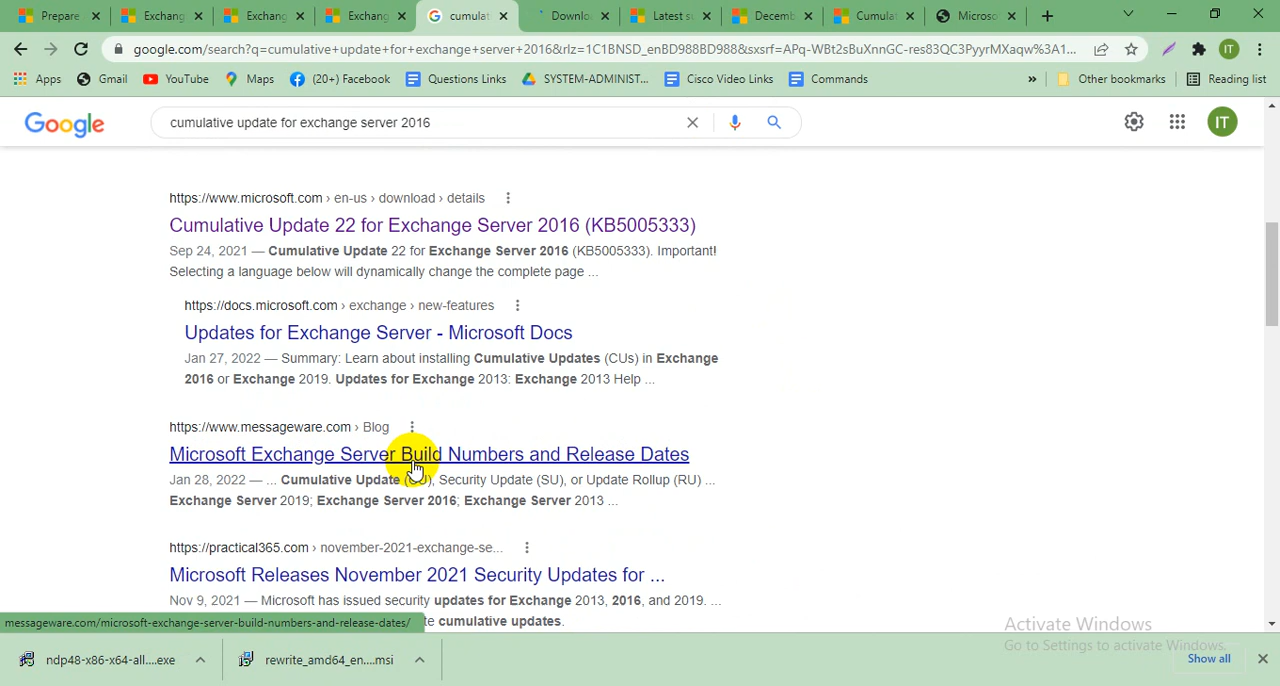 Prepare
Exchang
Exchang
Exchang
cumulat
Downlo
Latest su
Decemb
Cumulat
Microso
google.com/search?q=cumulative+update+for+exchange+server+2016&rlz=1C1BNSD_enBD988BD988&sxsrf=APq-WBt2sBuXnnGC-res83QC3PyyrMXaqw%3A1...
IT
Apps
Gmail
YouTube
Maps
(20+) Facebook
Questions Links
SYSTEM-ADMINIST...
Cisco Video Links
Commands
»
Other bookmarks
Reading list
Google
cumulative update for exchange server 2016
IT
https://www.microsoft.com › en-us › download › details
Cumulative Update 22 for Exchange Server 2016 (KB5005333)
Sep 24, 2021 — Cumulative Update 22 for Exchange Server 2016 (KB5005333). Important!
Selecting a language below will dynamically change the complete page ...
https://docs.microsoft.com › exchange › new-features
Updates for Exchange Server - Microsoft Docs
Jan 27, 2022 — Summary: Learn about installing Cumulative Updates (CUs) in Exchange
2016 or Exchange 2019. Updates for Exchange 2013: Exchange 2013 Help ...
https://www.messageware.com › Blog
Microsoft Exchange Server Build Numbers and Release Dates
Jan 28, 2022 — ... Cumulative Update (CU), Security Update (SU), or Update Rollup (RU) ...
Exchange Server 2019; Exchange Server 2016; Exchange Server 2013 ...
https://practical365.com › november-2021-exchange-se...
Microsoft Releases November 2021 Security Updates for ...
Nov 9, 2021 — Microsoft has issued security updates for Exchange 2013, 2016, and 2019. ...
te cumulative updates.
messageware.com/microsoft-exchange-server-build-numbers-and-release-dates/
Activate Windows
Go to Settings to activate Windows.
ndp48-x86-x64-all....exe
rewrite_amd64_en....msi
Show all